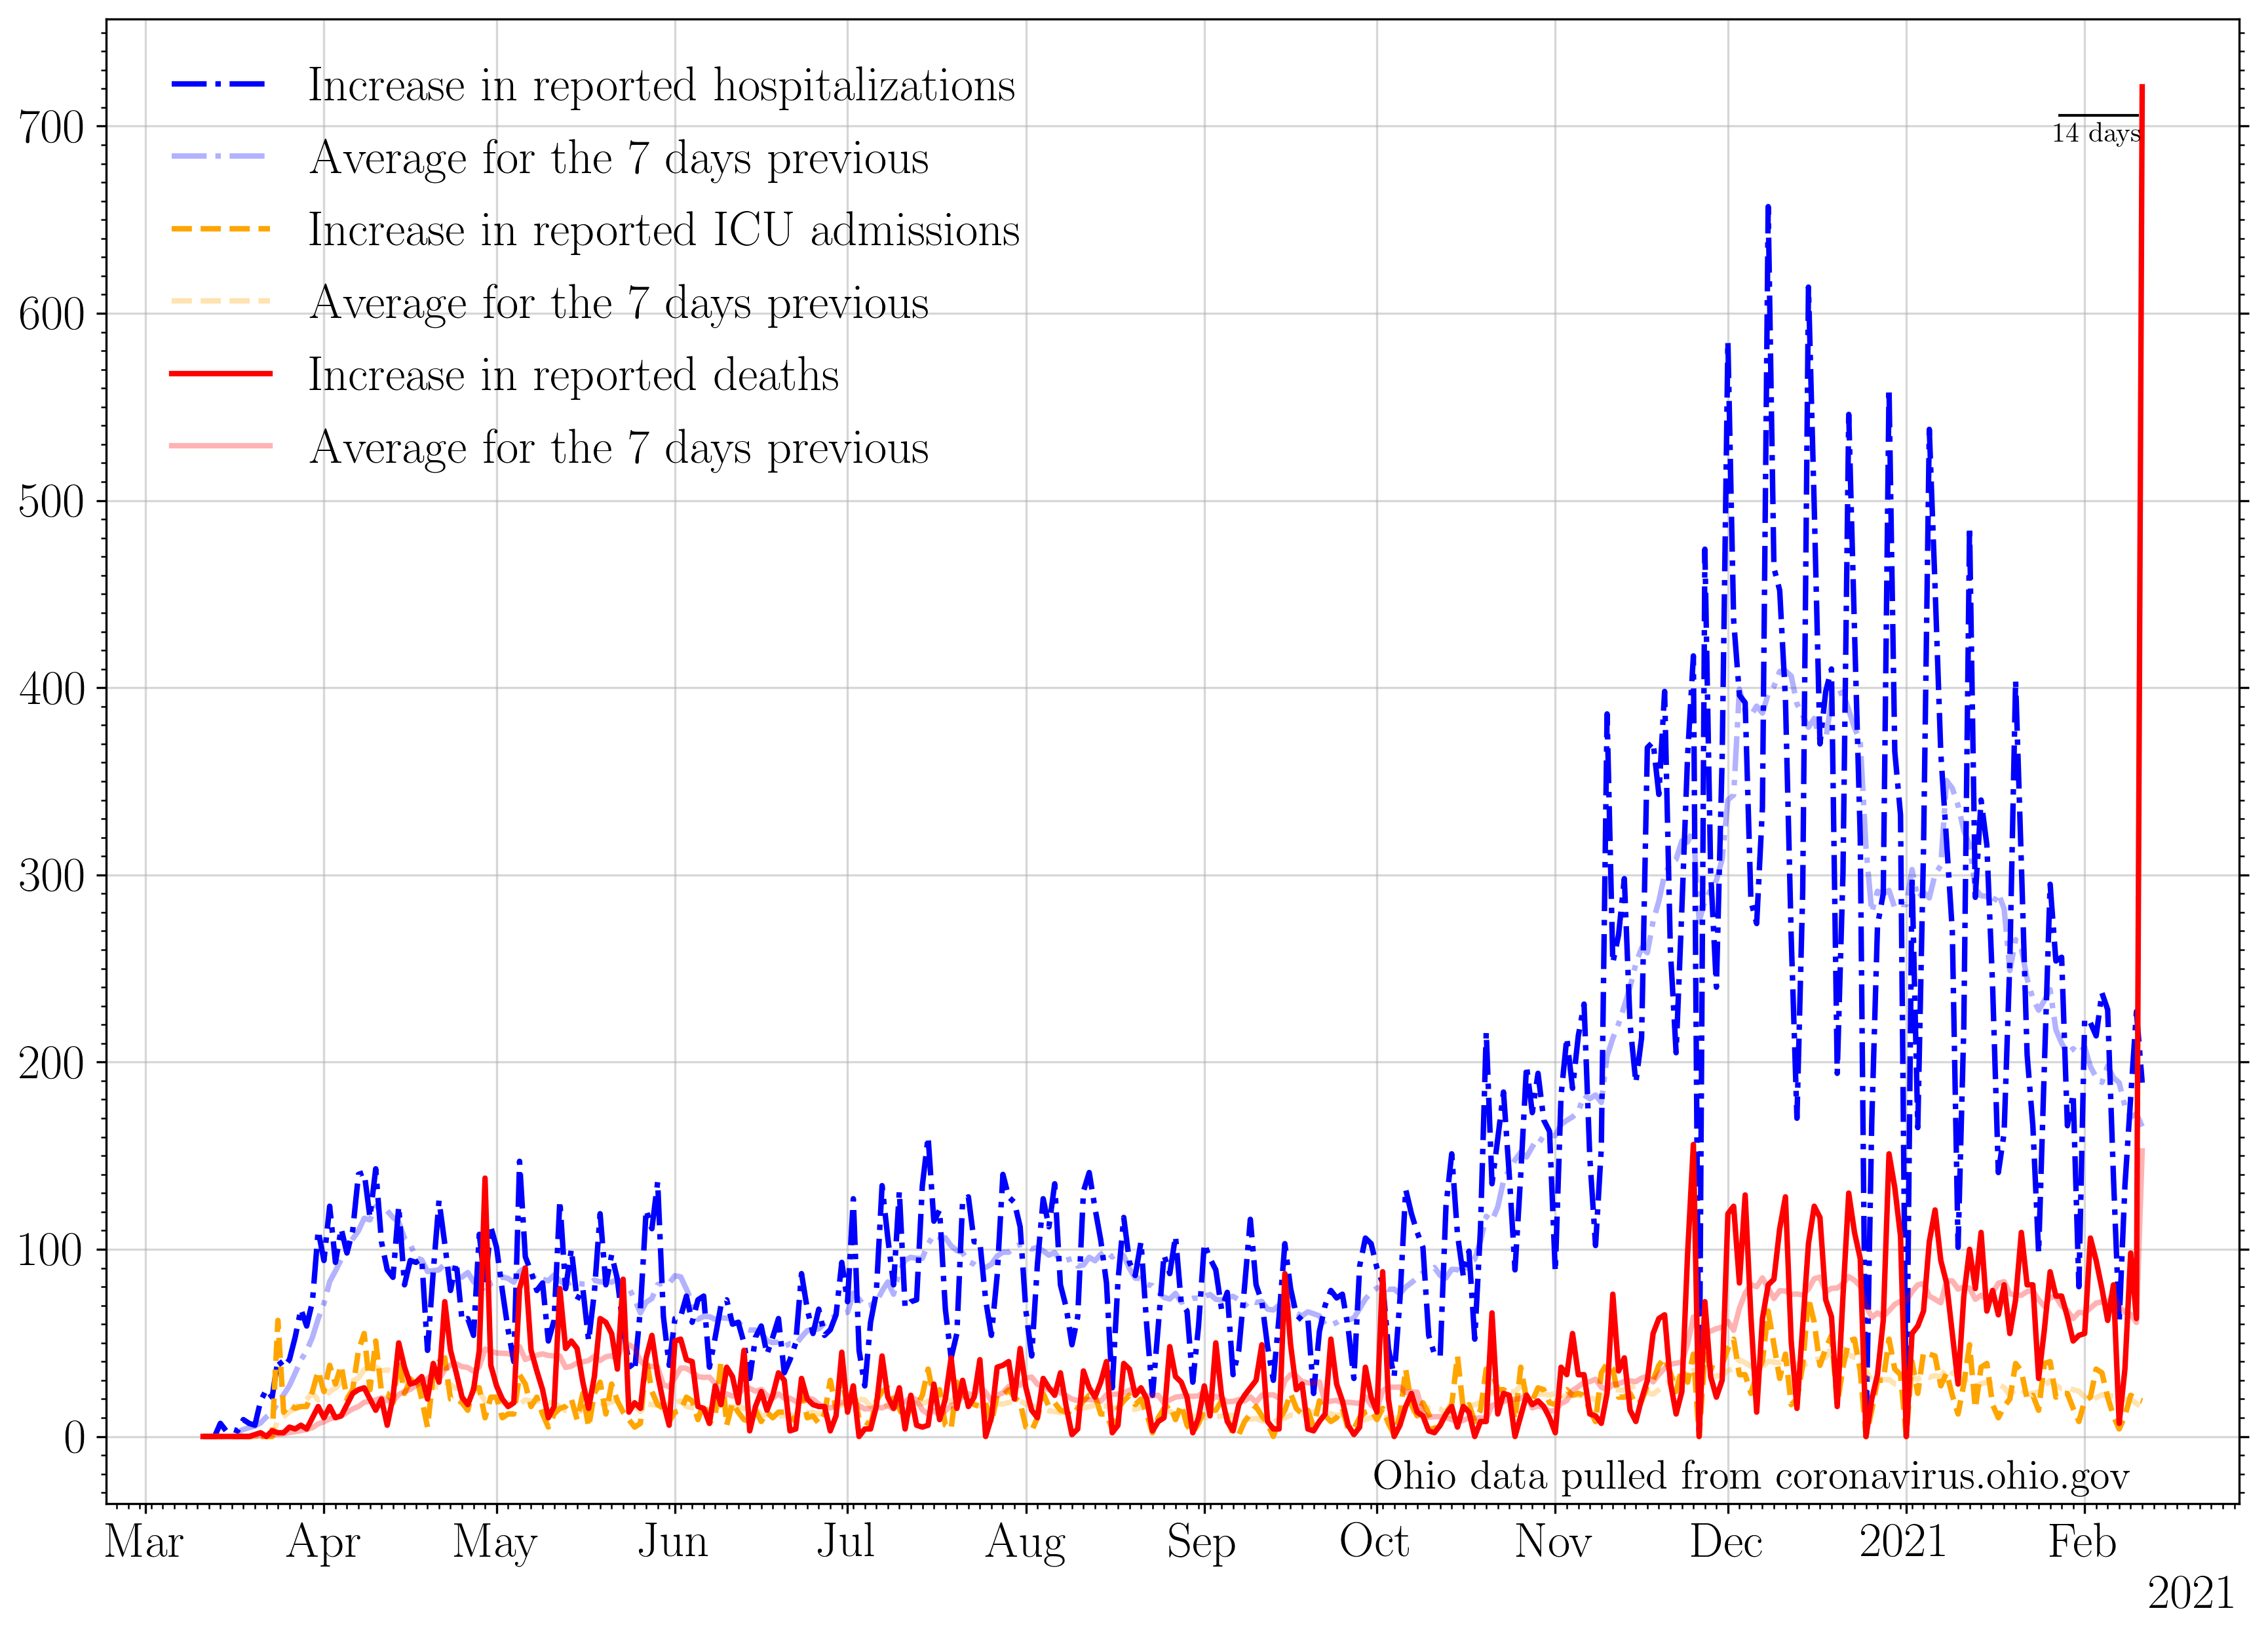 Increase in reported hospitalizations
Average for the 7 days previous
Increase in reported ICU admissions
Average for the 7 days previous
Increase in reported deaths
Average for the 7 days previous
14 days
700
600
500
400
300
200
100
0
Ohio data pulled from coronavirus.ohio.gov
Mar Apr May Jun Jul Aug Sep Oct Nov Dec 2021 Feb
2021